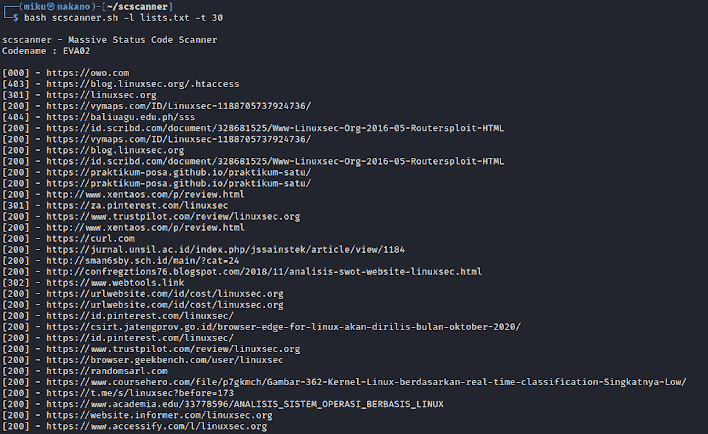 ┌──(miku㉿nakano)-[~/scscanner]
└─$ bash scscanner.sh -l lists.txt -t 30
scscanner - Massive Status Code Scanner
Codename : EVA02
[000] - https://owo.com
[403] - https://blog.linuxsec.org/.htaccess
[301] - https://linuxsec.org
[200] - https://vymaps.com/ID/Linuxsec-1188705737924736/
[404] - https://baliuagu.edu.ph/sss
[200] - https://id.scribd.com/document/328681525/Www-Linuxsec-Org-2016-05-Routersploit-HTML
[200] - https://vymaps.com/ID/Linuxsec-1188705737924736/
[200] - https://blog.linuxsec.org
[200] - https://id.scribd.com/document/328681525/Www-Linuxsec-Org-2016-05-Routersploit-HTML
[200] - https://praktikum-posa.github.io/praktikum-satu/
[200] - https://praktikum-posa.github.io/praktikum-satu/
[200] - http://www.xentaos.com/p/review.html
[301] - https://za.pinterest.com/linuxsec
[200] - https://www.trustpilot.com/review/linuxsec.org
[200] - http://www.xentaos.com/p/review.html
[200] - https://curl.com
[200] - https://jurnal.unsil.ac.id/index.php/jssainstek/article/view/1184
[200] - http://sman6sby.sch.id/main/?cat=24
[200] - http://confregztions76.blogspot.com/2018/11/analisis-swot-website-linuxsec.html
[302] - https://www.webtools.link
[200] - https://urlwebsite.com/id/cost/linuxsec.org
[200] - https://urlwebsite.com/id/cost/linuxsec.org
[200] - https://id.pinterest.com/linuxsec/
[200] - https://csirt.jatengprov.go.id/browser-edge-for-linux-akan-dirilis-bulan-oktober-2020/
[200] - https://id.pinterest.com/linuxsec/
[200] - https://www.trustpilot.com/review/linuxsec.org
[200] - https://browser.geekbench.com/user/linuxsec
[200] - https://randomsarl.com
[200] - https://www.coursehero.com/file/p7gkmch/Gambar-362-Kernel-Linux-berdasarkan-real-time-classification-Singkatnya-Low/
[200] - https://t.me/s/linuxsec?before=173
[200] - https://www.academia.edu/33778596/ANALISIS_SISTEM_OPERASI_BERBASIS_LINUX
[200] - https://website.informer.com/linuxsec.org
[200] - https://www.accessify.com/l/linuxsec.org